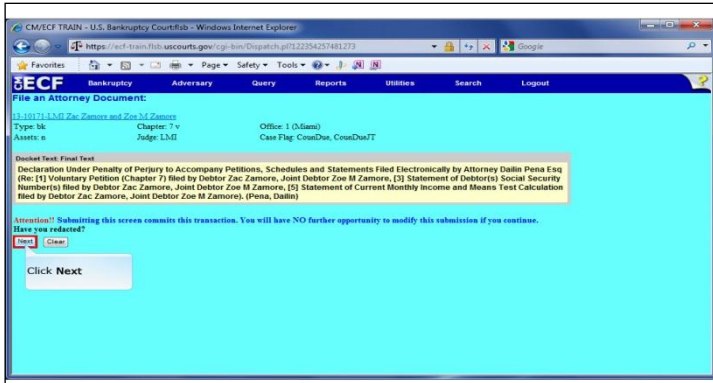 CM/ECF TRAIN - U.S. Bankruptcy Court:flsb - Windows Internet Explorer
https://ecf-train.flsb.uscourts.gov/cgi-bin/Dispatch.pl?122354257481273
Google
Favorites Page Safety Tools
ECF Bankruptcy Adversary Query Reports Utilities Search Logout ?
File an Attorney Document:
13-10171-LMI Zac Zamore and Zoe M Zamore
Type: bk Chapter: 7 v Office: 1 (Miami)
Assets: n Judge: LMI Case Flag: CounDue, CounDueJT
Docket Text: Final Text
Declaration Under Penalty of Perjury to Accompany Petitions, Schedules and Statements Filed Electronically by Attorney Dailin Pena Esq
(Re: [1] Voluntary Petition (Chapter 7) filed by Debtor Zac Zamore, Joint Debtor Zoe M Zamore, [3] Statement of Debtor(s) Social Security
Number(s) filed by Debtor Zac Zamore, Joint Debtor Zoe M Zamore, [5] Statement of Current Monthly Income and Means Test Calculation
filed by Debtor Zac Zamore, Joint Debtor Zoe M Zamore). (Pena, Dailin)
Attention!! Submitting this screen commits this transaction. You will have NO further opportunity to modify this submission if you continue.
Have you redacted?
Next Clear
Click Next